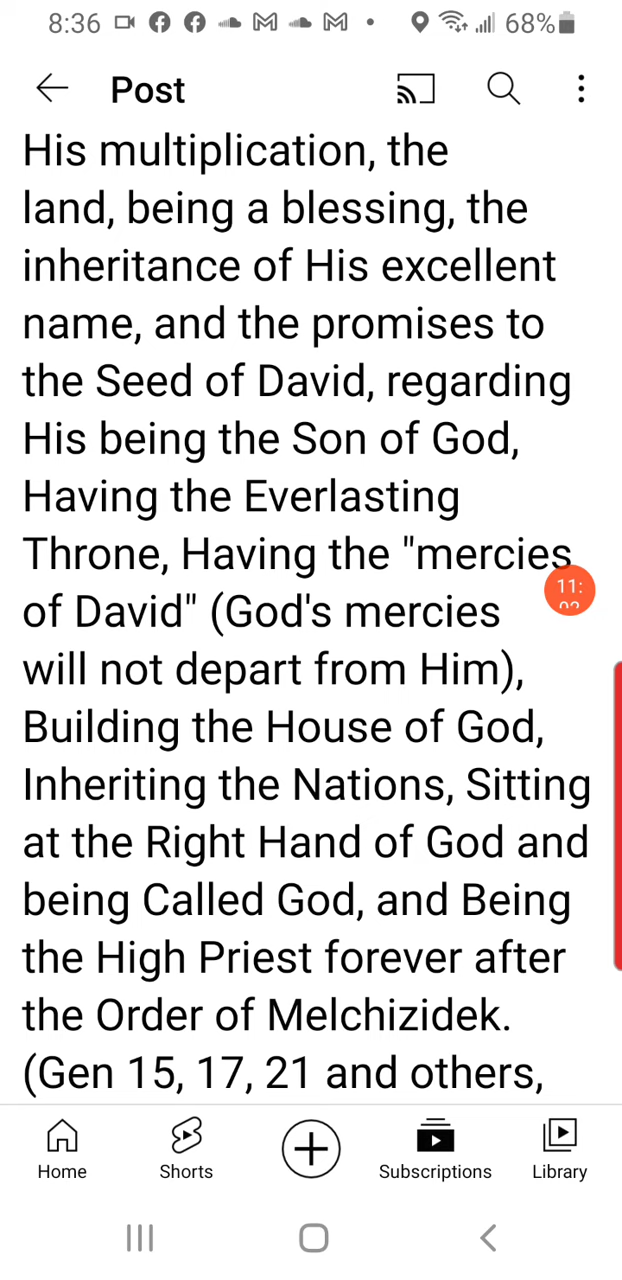 8:36
68%
Post
His multiplication, the
land, being a blessing, the
inheritance of His excellent
name, and the promises to
the Seed of David, regarding
His being the Son of God,
Having the Everlasting
Throne, Having the "mercies
11:
of David" (God's mercies
will not depart from Him),
Building the House of God,
Inheriting the Nations, Sitting
at the Right Hand of God and
being Called God, and Being
the High Priest forever after
the Order of Melchizidek.
(Gen 15, 17, 21 and others,
Home Shorts Subscriptions Library